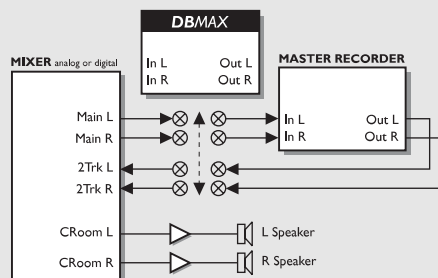 DBMAX
In L Out L
In R Out R
MIXER analog or digital
MASTER RECORDER
Main L
Main R
2Trk L
2Trk R
In L Out L
In R Out R
CRoom L
L Speaker
CRoom R
R Speaker